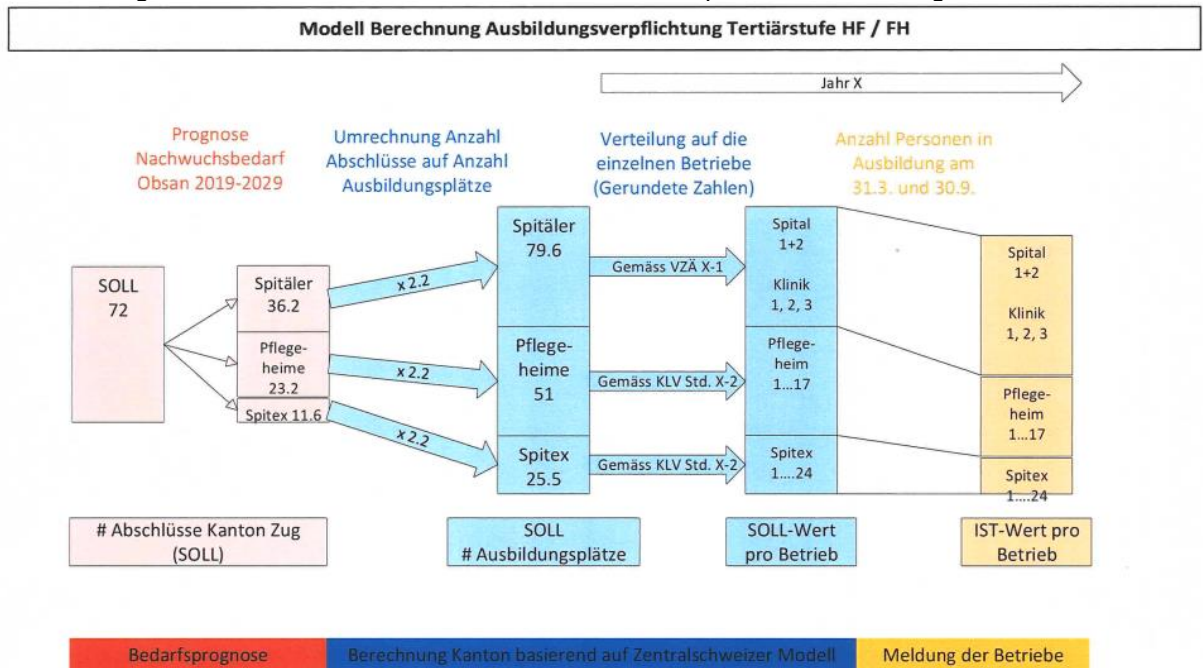 Modell Berechnung Ausbildungsverpflichtung Tertiärstufe HF / FH
Jahr X
Prognose
Nachwuchsbedarf
Obsan 2019-2029
Umrechnung Anzahl
Abschlüsse auf Anzahl
Ausbildungsplätze
Verteilung auf die
einzelnen Betriebe
(Gerundete Zahlen)
Anzahl Personen in
Ausbildung am
31.3. und 30.9.
SOLL
72
Spitäler
36.2
Pflege-
heime
23.2
Spitex 11.6
x 2.2
x 2.2
x 2.2
Spitäler
79.6
Pflege-
heime
51
Spitex
25.5
Gemäss VZÄ X-1
Gemäss KLV Std. X-2
Gemäss KLV Std. X-2
Spital
1+2
Klinik
1, 2, 3
Pflege-
heim
1...17
Spitex
1....24
Spital
1+2
Klinik
1, 2, 3
Pflege-
heim
1...17
Spitex
1....24
# Abschlüsse Kanton Zug
(SOLL)
SOLL
# Ausbildungsplätze
SOLL-Wert
pro Betrieb
IST-Wert pro
Betrieb
Bedarfsprognose
Berechnung Kanton basierend auf Zentralschweizer Modell
Meldung der Betriebe